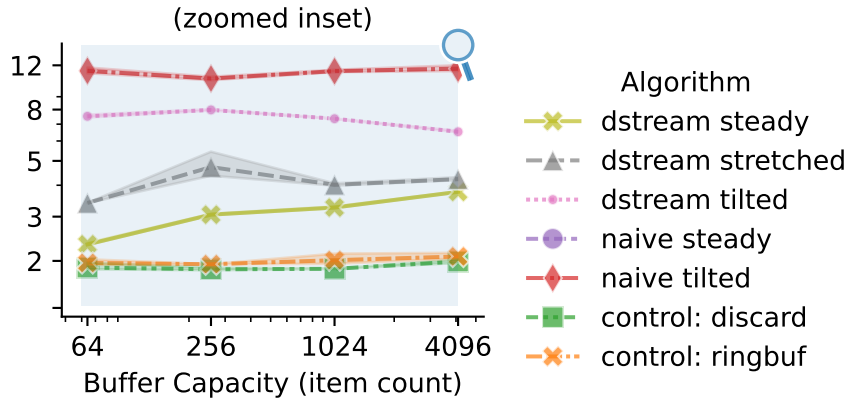 (zoomed inset)
12
8
5
3
2
64 256 1024 4096
Buffer Capacity (item count)
Algorithm
dstream steady
dstream stretched
dstream tilted
naive steady
naive tilted
control: discard
control: ringbuf